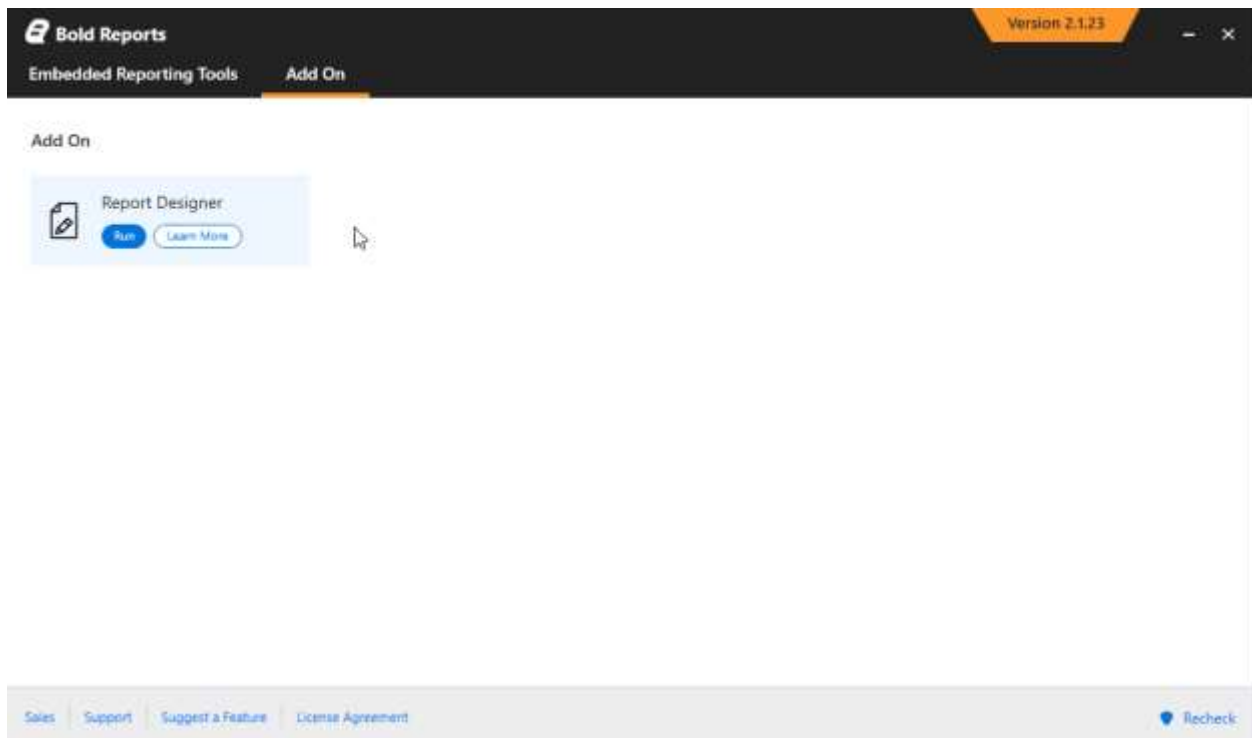 Bold Reports
Version 2.1.23
Embedded Reporting Tools Add On
Add On
Report Designer
Run Learn More
Sales Support Suggest a Feature License Agreement Recheck